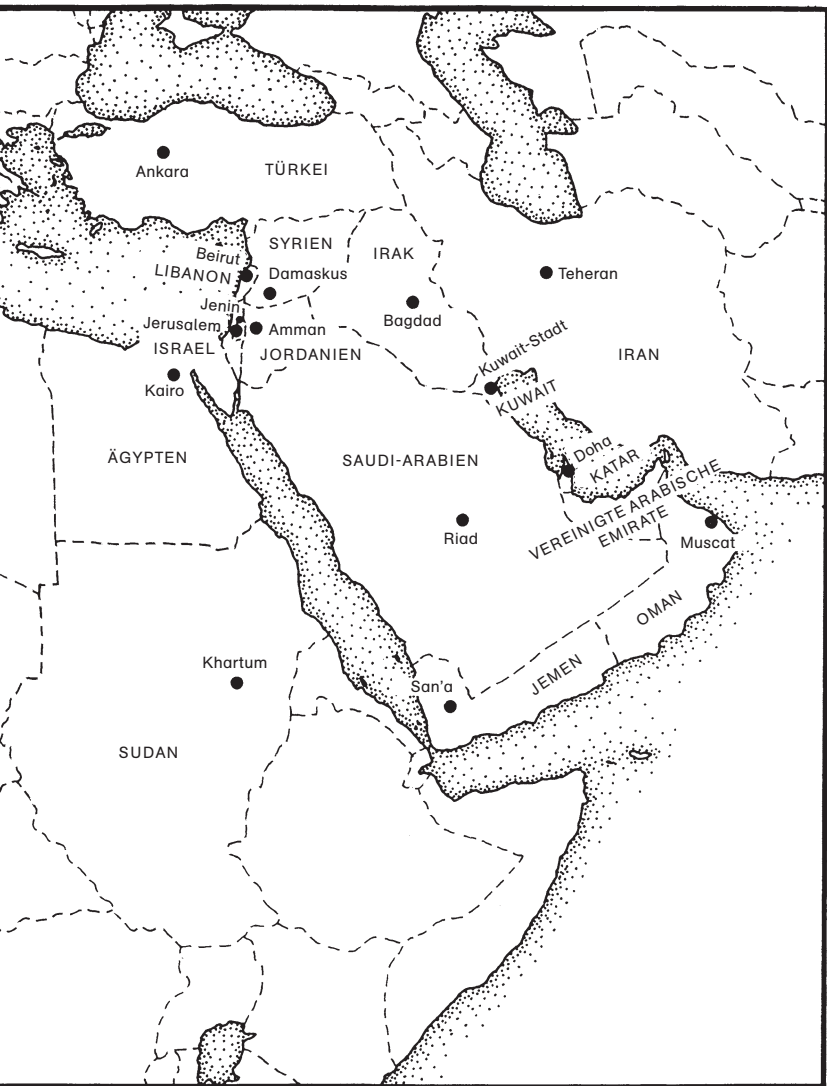 Ankara
TÜRKEI
SYRIEN
Beirut
IRAK
LIBANON
Damaskus
Teheran
Jenin
Bagdad
Jerusalem
Amman
ISRAEL
JORDANIEN
Kuwait-Stadt
IRAN
Kairo
KUWAIT
ÄGYPTEN
SAUDI-ARABIEN
Doha
KATAR
Riad
VEREINIGTE ARABISCHE
EMIRATE
Muscat
OMAN
Khartum
San'a
JEMEN
SUDAN